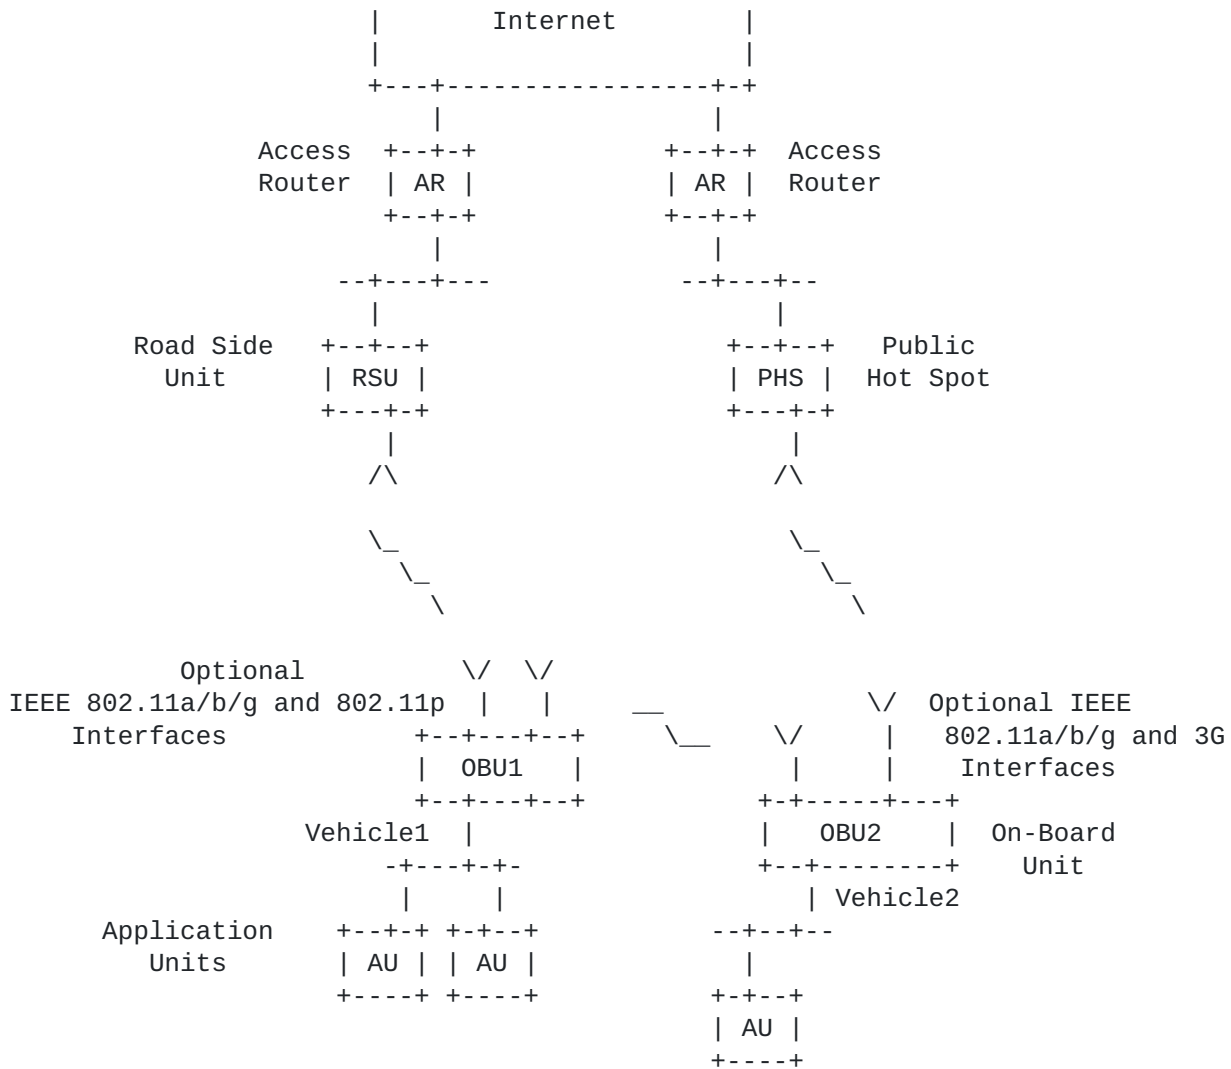 Internet
Access Access
Router AR AR Router
Road Side Public
Unit RSU PHS Hot Spot
Optional
IEEE 802.11a/b/g and 802.11p Optional IEEE
Interfaces 802.11a/b/g and 3G
OBU1 Interfaces
Vehicle1 OBU2 On-Board
Unit
Vehicle2
Application
Units AU AU
AU